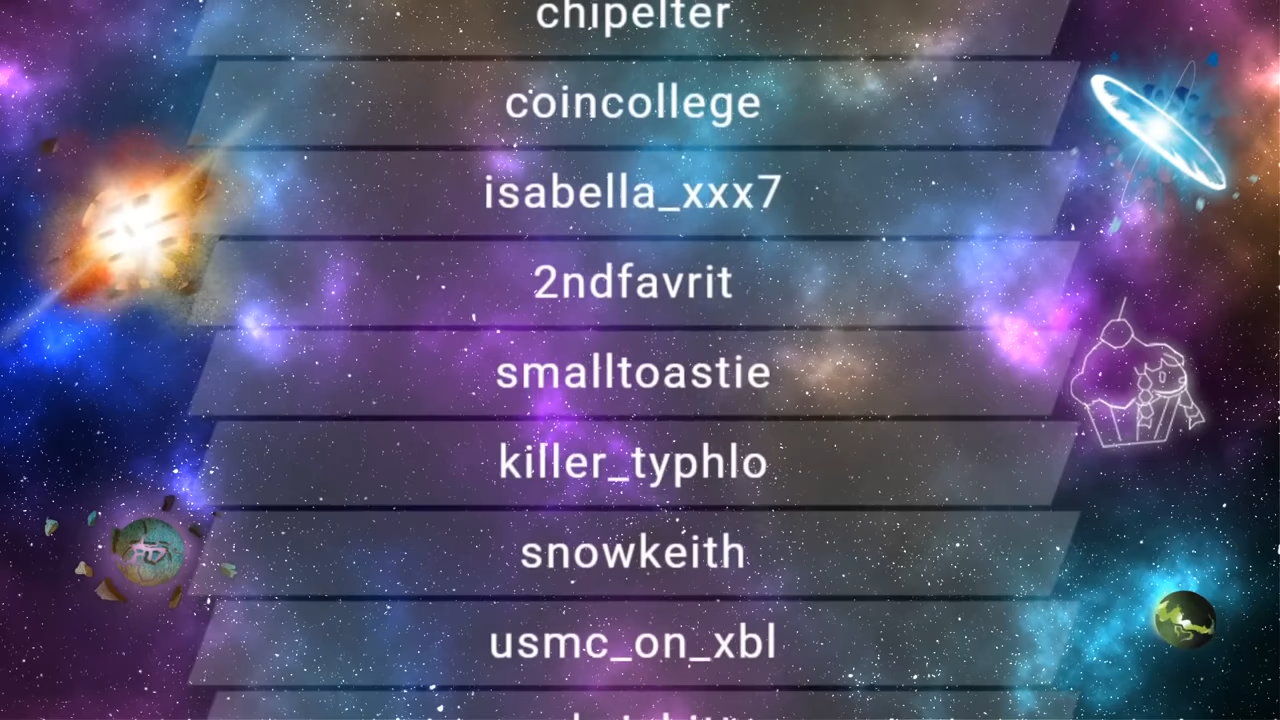 chipelter
coincollege
isabella_xxx7
2ndfavrit
smalltoastie
killer_typhlo
snowkeith
usmc_on_xbl